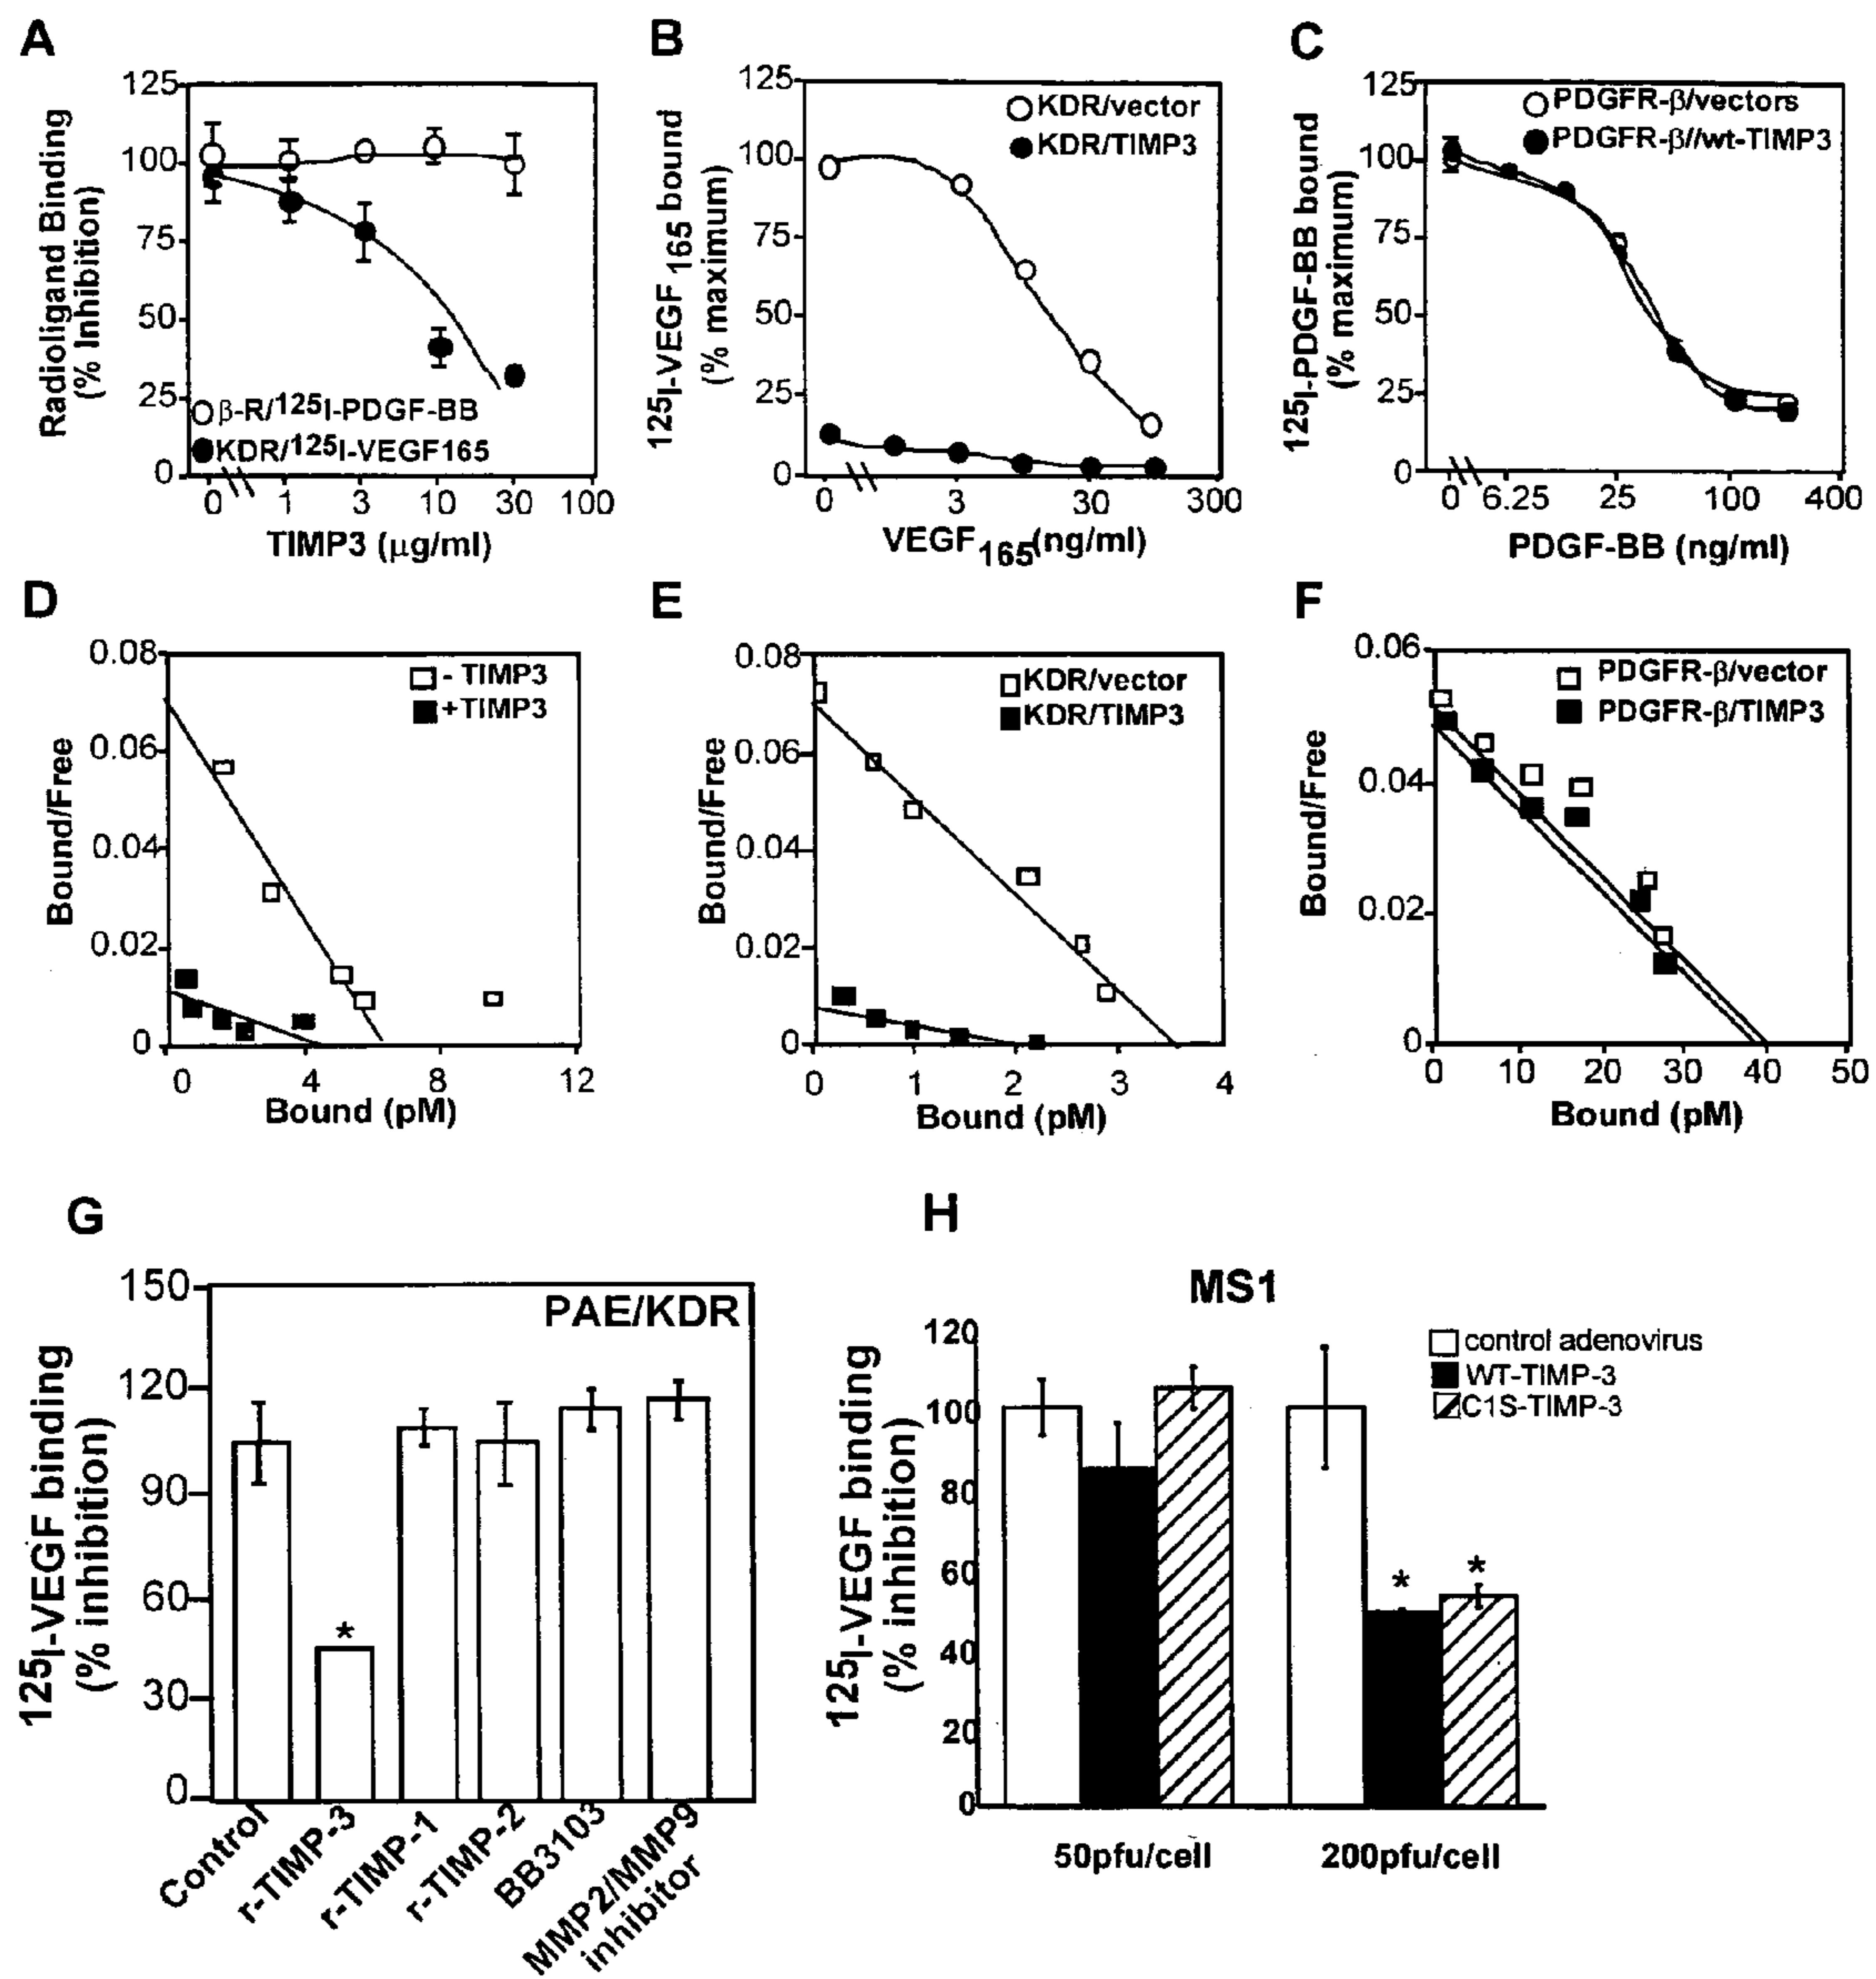 A
125
100
75
50
25
0
Radioligand Binding
(% Inhibition)
β-R/125I-PDGF-BB
KDR/125I-VEGF165
0 1 3 10 30 100
TIMP3 (μg/ml)
B
125
100
75
50
25
0
125I-VEGF 165 bound
(% maximum)
KDR/vector
KDR/TIMP3
0 3 30 300
VEGF165(ng/ml)
C
125
100
75
50
25
0
125I-PDGF-BB bound
(% maximum)
PDGFR-β/vectors
PDGFR-β//wt-TIMP3
0 6.25 25 100 400
PDGF-BB (ng/ml)
D
0.08
0.06
0.04
0.02
0
Bound/Free
- TIMP3
+TIMP3
0 4 8 12
Bound (pM)
E
0.08
0.06
0.04
0.02
0
Bound/Free
KDR/vector
KDR/TIMP3
0 1 2 3 4
Bound (pM)
F
0.06
0.04
0.02
0
Bound/Free
PDGFR-β/vector
PDGFR-β/TIMP3
0 10 20 30 40 50
Bound (pM)
G
150
120
90
60
30
0
125I-VEGF binding
(% inhibition)
PAE/KDR
*
Control
r-TIMP-3
r-TIMP-1
r-TIMP-2
BB3103
MMP2/MMP9
inhibitor
H
MS1
120
100
80
60
40
20
0
125I-VEGF binding
(% inhibition)
control adenovirus
WT-TIMP-3
C1S-TIMP-3
* *
50pfu/cell 200pfu/cell